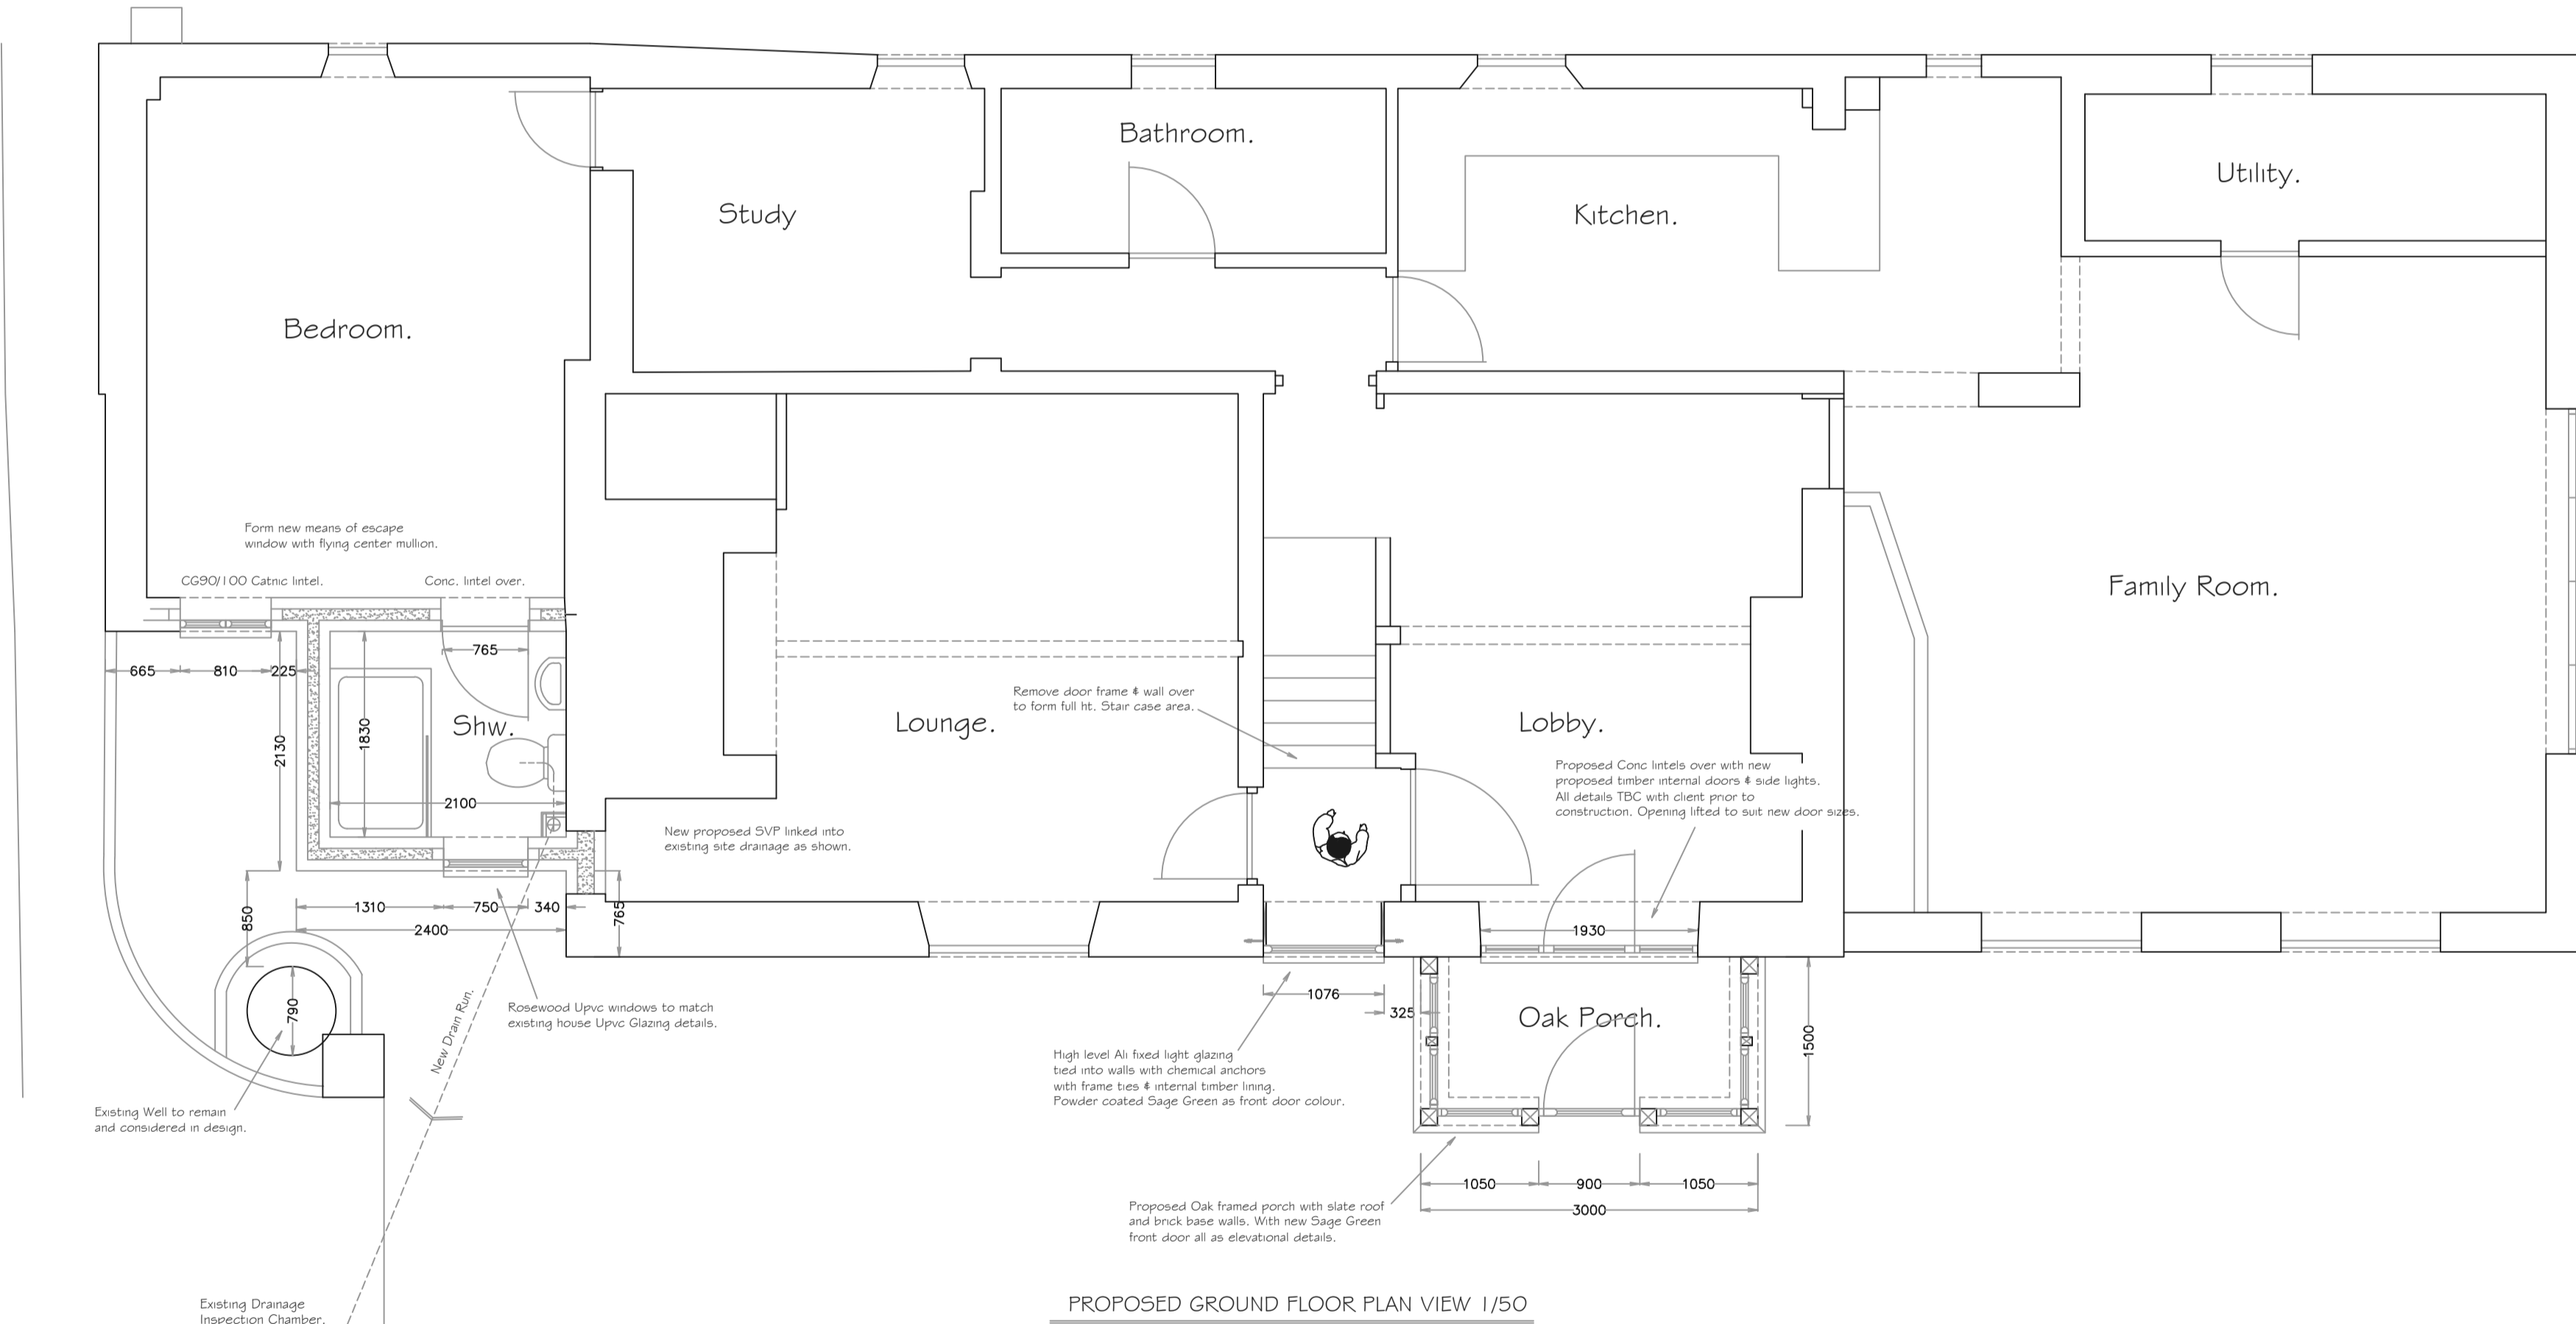 Bathroom.
Utility.
Study
Kitchen.
Bedroom.
Form new means of escape
window with flying center mullion.
CG90/100 Catnic lintel.
Conc. lintel over.
Family Room.
765
665
810
225
2130
1830
Shw.
2100
Lounge.
Remove door frame & wall over
to form full ht. Stair case area.
Lobby.
Proposed Conc lintels over with new
proposed timber internal doors & side lights.
All details TBC with client prior to
construction. Opening lifted to suit new door sizes.
New proposed SVP linked into
existing site drainage as shown.
850
1310
750
340
765
2400
1930
790
New Drain Run.
Rosewood Upvc windows to match
existing house Upvc Glazing details.
1076
325
Oak Porch.
1500
High level Ali fixed light glazing
tied into walls with chemical anchors
with frame ties & internal timber lining.
Powder coated Sage Green as front door colour.
Existing Well to remain
and considered in design.
1050
900
1050
3000
Proposed Oak framed porch with slate roof
and brick base walls. With new Sage Green
front door all as elevational details.
Existing Drainage
Inspection Chamber.
PROPOSED GROUND FLOOR PLAN VIEW 1/50